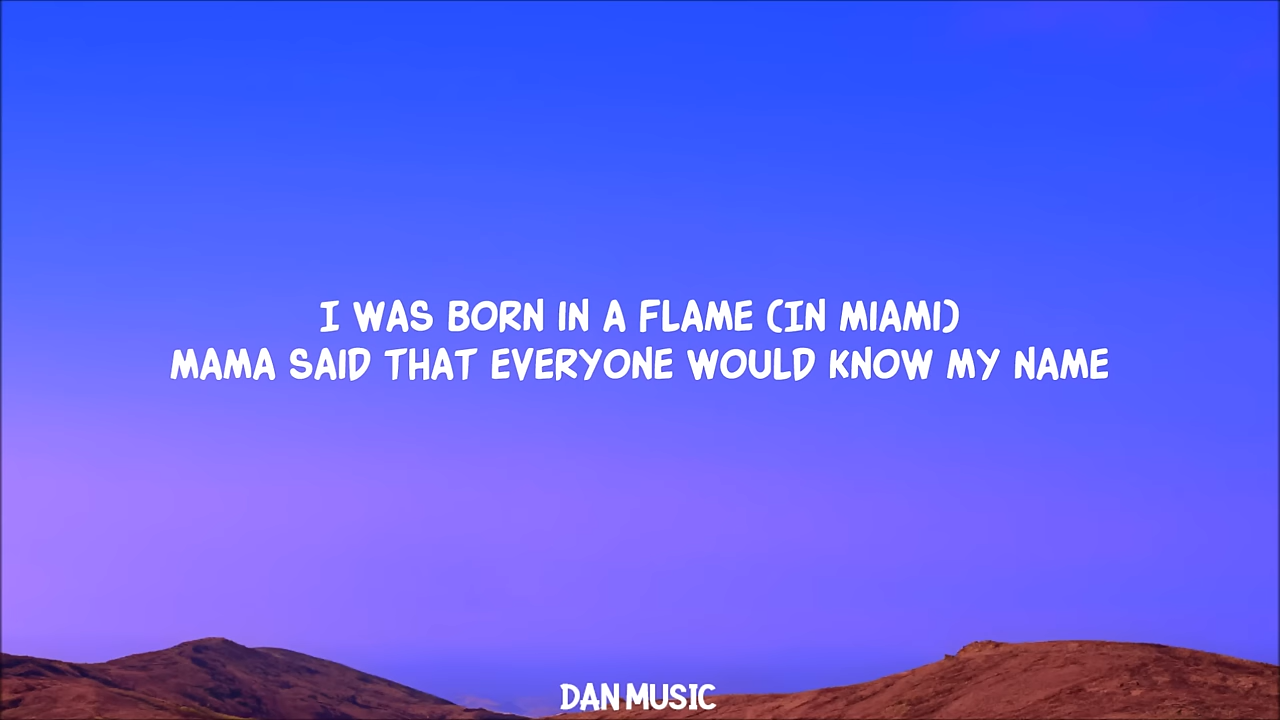 I WAS BORN IN A FLAME (IN MIAMI)
MAMA SAID THAT EVERYONE WOULD KNOW MY NAME
DAN MUSIC